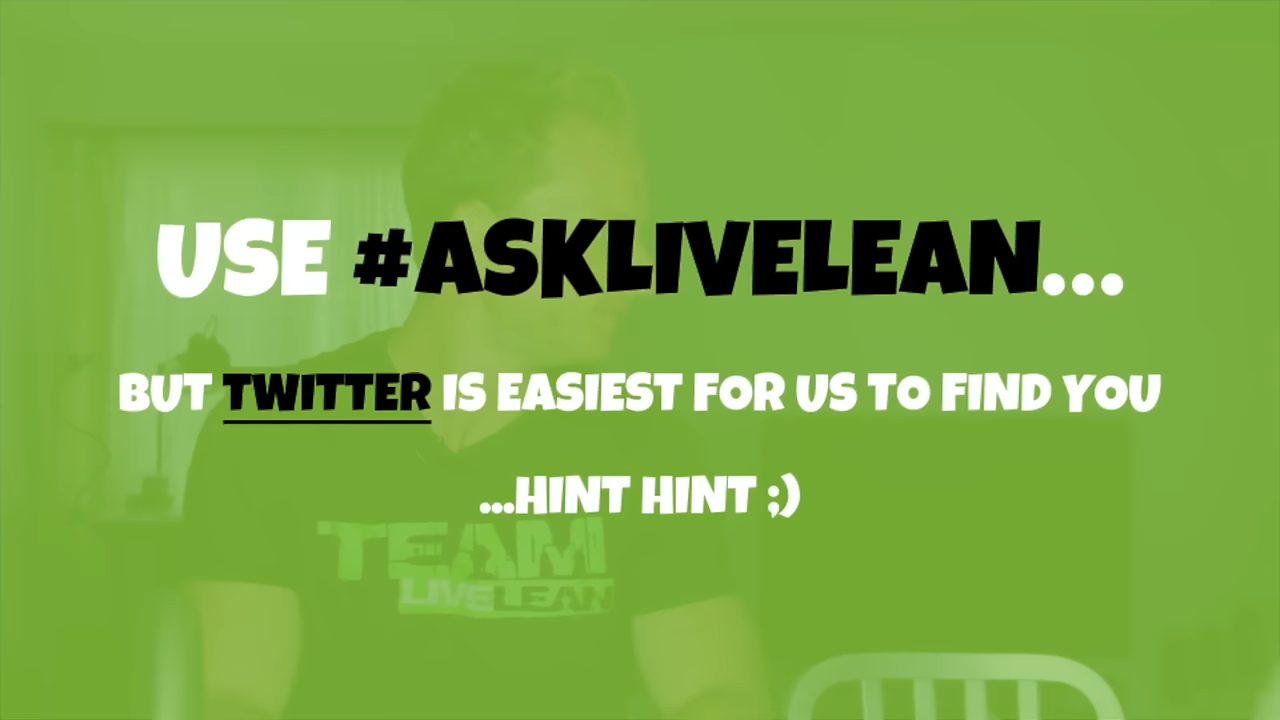 USE #ASKLIVELEAN...
BUT TWITTER IS EASIEST FOR US TO FIND YOU
...HINT HINT ;)
TEAM
LIVELEAN